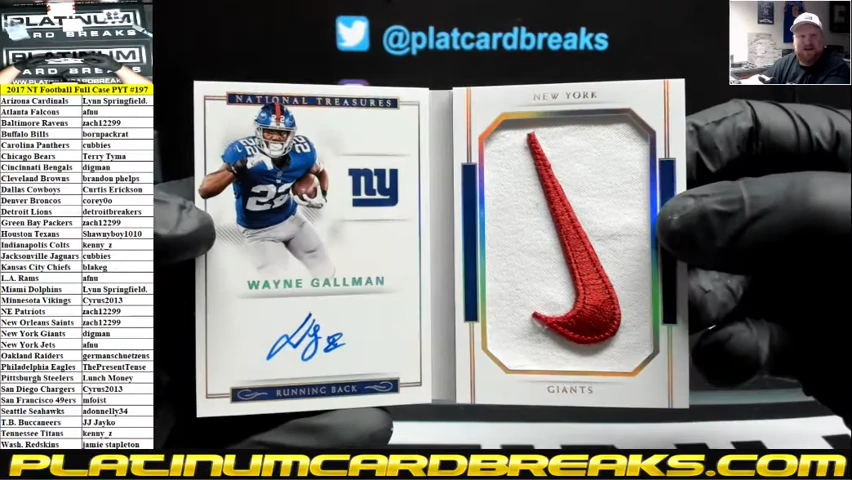 PLATINUM
CARD BREAKS
PLATINUM
CARD BREAKS
@platcardbreaks
2017 NT Football Full Case PYT #197
Arizona Cardinals Lynn Springfield.
Atlanta Falcons afnu
Baltimore Ravens zach12299
Buffalo Bills bornpackrat
Carolina Panthers cubbies
Chicago Bears Terry Tyma
Cincinnati Bengals digman
Cleveland Browns brandon phelps
Dallas Cowboys Curtis Erickson
Denver Broncos corey0o
Detroit Lions detroitbreakers
Green Bay Packers zach12299
Houston Texans Shawnyboy1010
Indianapolis Colts kenny_z
Jacksonville Jaguars cubbies
Kansas City Chiefs blakeg
L.A. Rams afnu
Miami Dolphins Lynn Springfield.
Minnesota Vikings Cyrus2013
NE Patriots zach12299
New Orleans Saints zach12299
New York Giants digman
New York Jets afnu
Oakland Raiders germanschnetzens
Philadelphia Eagles ThePresentTense
Pittsburgh Steelers Lunch Money
San Diego Chargers Cyrus2013
San Francisco 49ers mfoist
Seattle Seahawks adonnelly34
T.B. Buccaneers JJ Jayko
Tennessee Titans kenny_z
Wash. Redskins jamie stapleton
NATIONAL TREASURES
22
ny
WAYNE GALLMAN
RUNNING BACK
NEW YORK
GIANTS
PLATINUMCARDBREAKS.COM